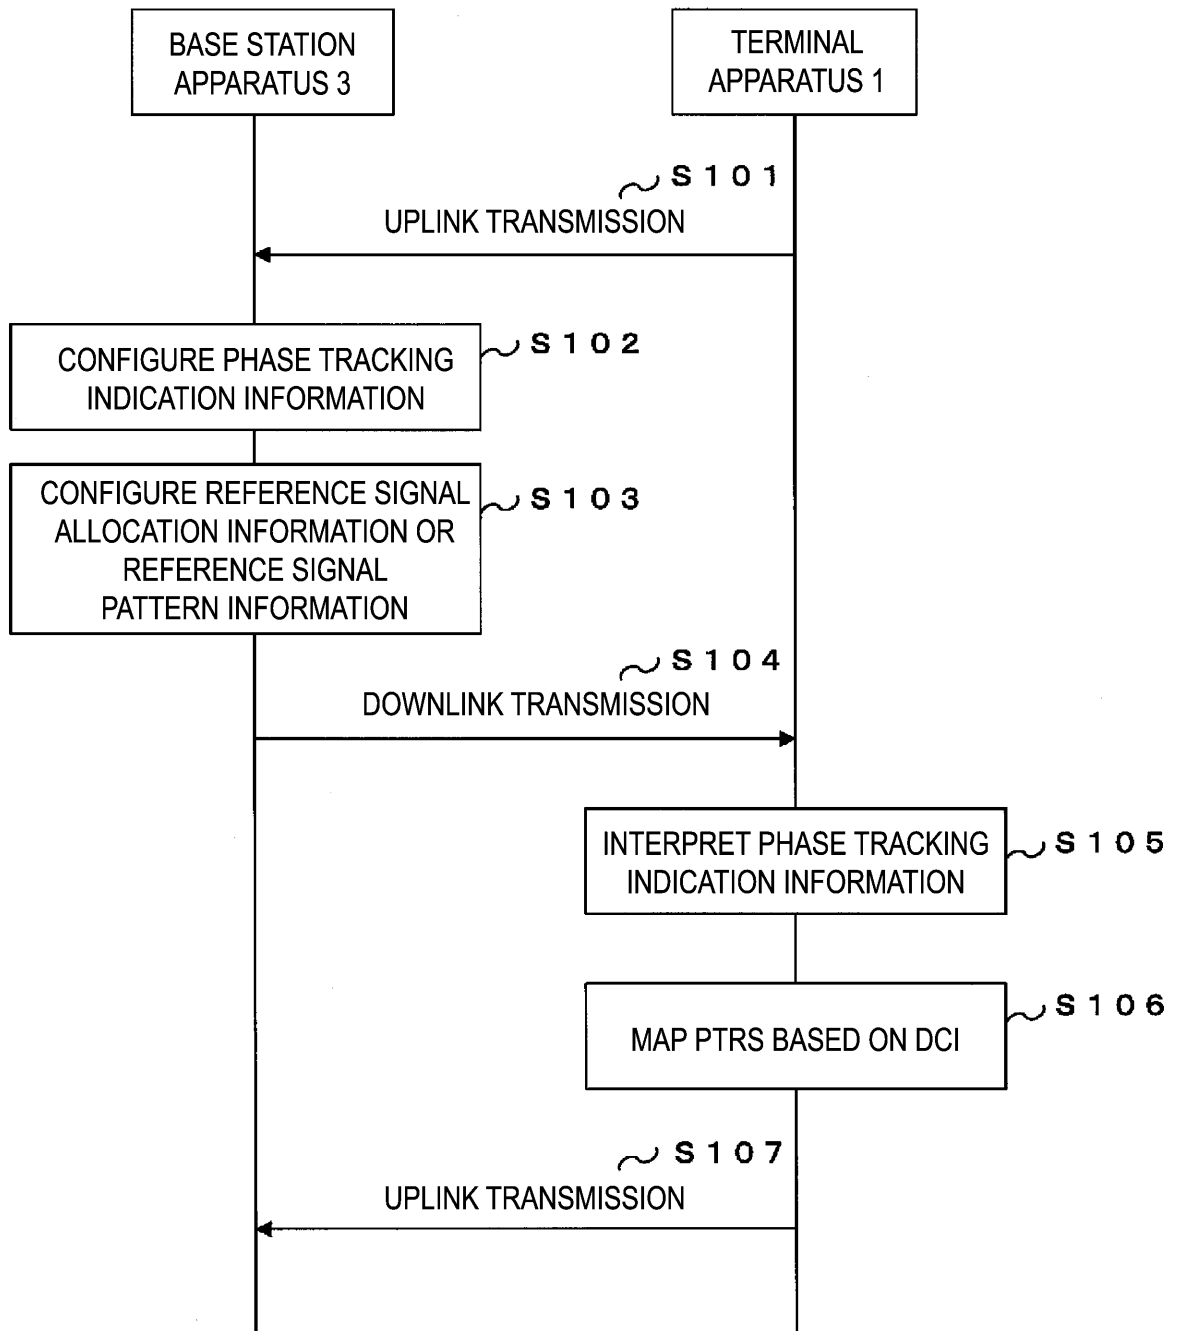 BASE STATION
APPARATUS 3
TERMINAL
APPARATUS 1
S101
UPLINK TRANSMISSION
CONFIGURE PHASE TRACKING
INDICATION INFORMATION
S102
CONFIGURE REFERENCE SIGNAL
ALLOCATION INFORMATION OR
REFERENCE SIGNAL
PATTERN INFORMATION
S103
S104
DOWNLINK TRANSMISSION
INTERPRET PHASE TRACKING
INDICATION INFORMATION
S105
MAP PTRS BASED ON DCI
S106
S107
UPLINK TRANSMISSION